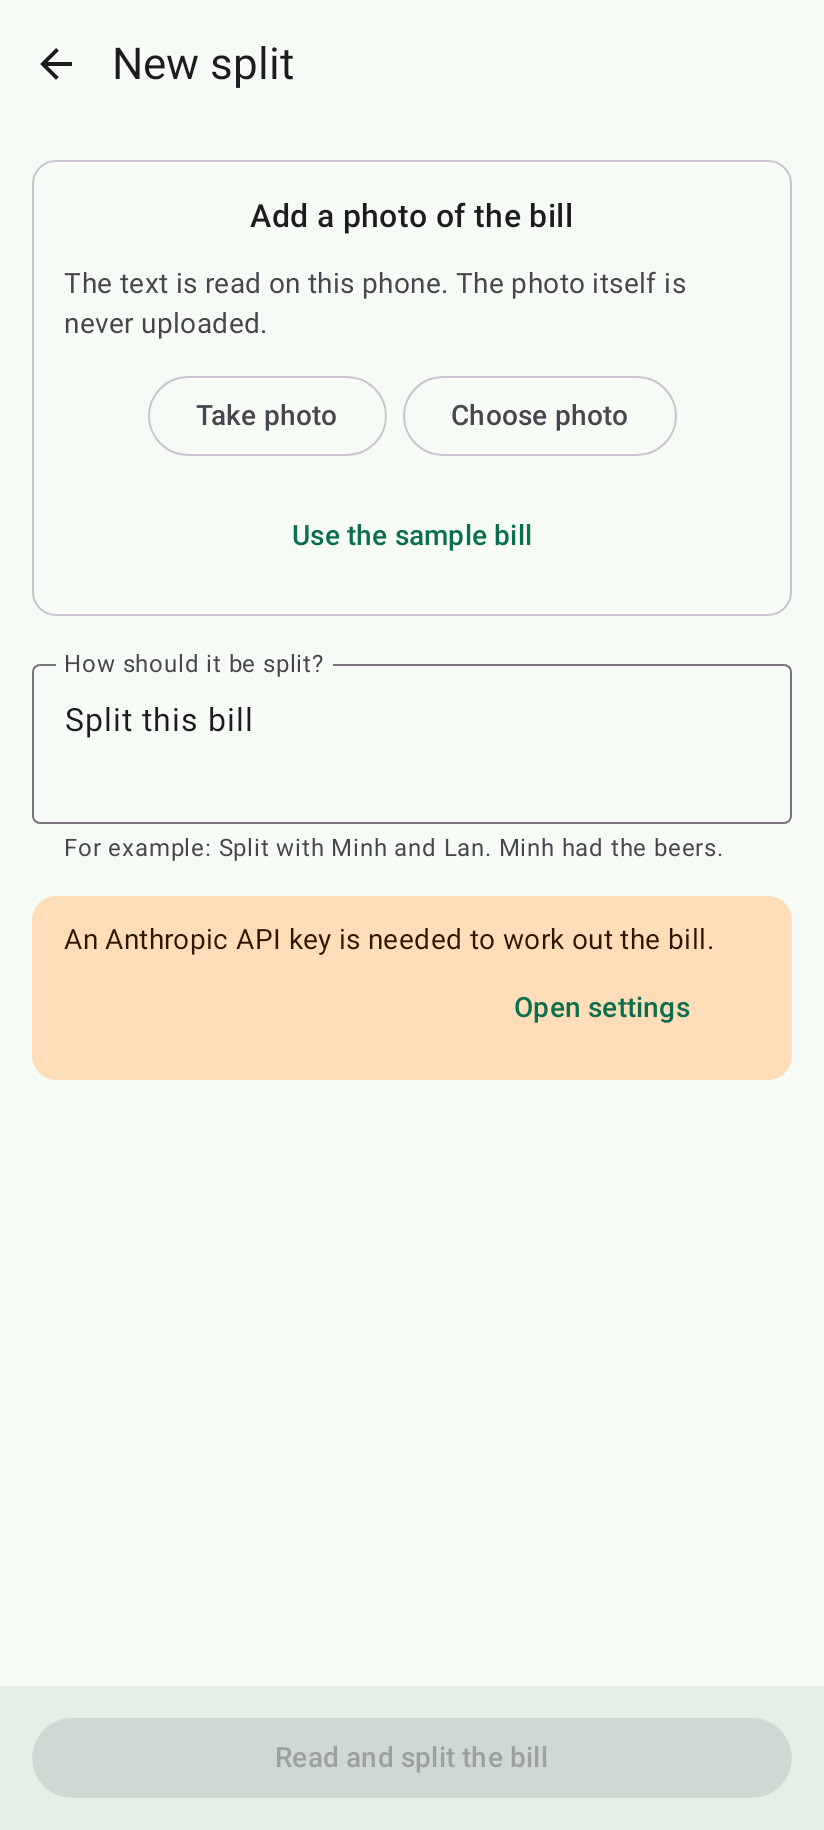 New split
Add a photo of the bill
The text is read on this phone. The photo itself is
never uploaded.
Take photo
Choose photo
Use the sample bill
How should it be split?
Split this bill
For example: Split with Minh and Lan. Minh had the beers.
An Anthropic API key is needed to work out the bill.
Open settings
Read and split the bill